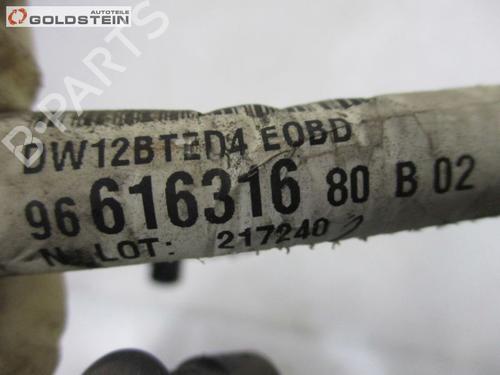 AUTOTEILE
GOLDSTEIN
B-PARTS
DW12BTED4 EOBD
96 616316 80 B 02
N. LOT: 217240